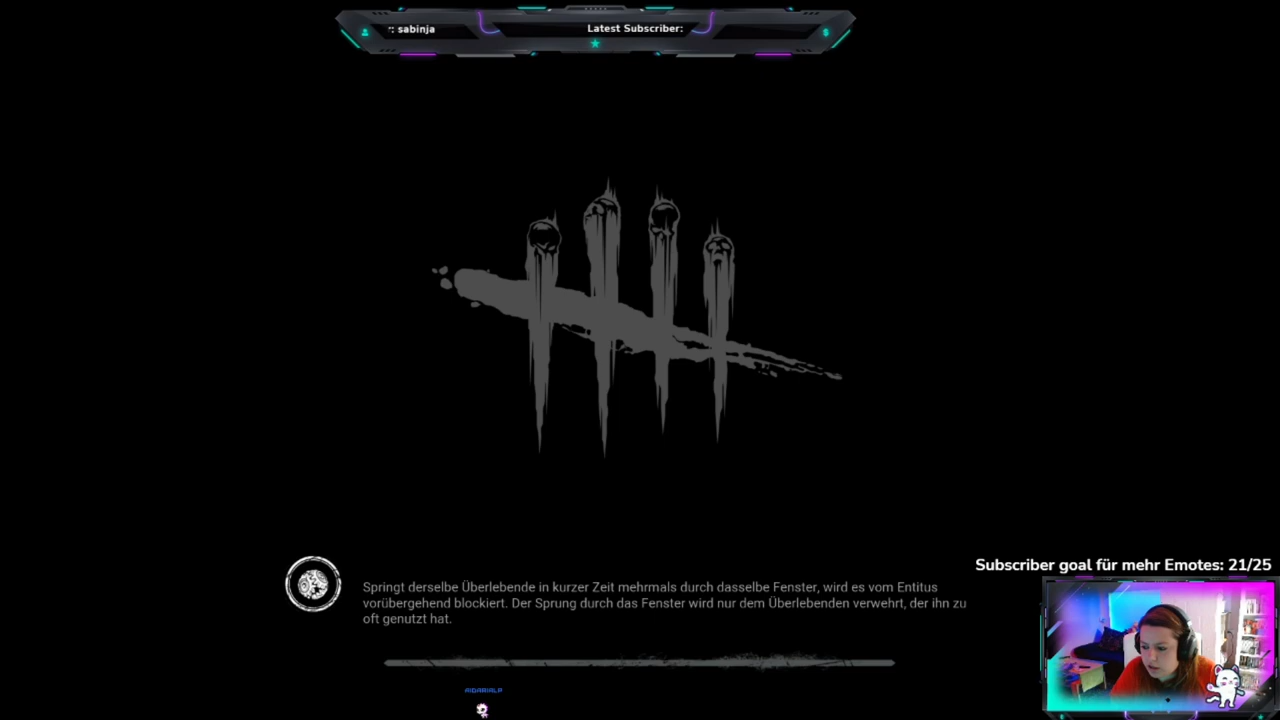 : sabinja
Latest Subscriber:
Springt derselbe Überlebende in kurzer Zeit mehrmals durch dasselbe Fenster, wird es vom Entitus
vorübergehend blockiert. Der Sprung durch das Fenster wird nur dem Überlebenden verwehrt, der ihn zu
oft genutzt hat.
Subscriber goal für mehr Emotes: 21/25